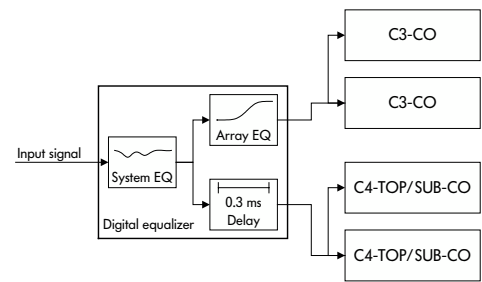 C3-CO
C3-CO
Array EQ
Input signal
System EQ
C4-TOP/SUB-CO
0.3 ms
Delay
Digital equalizer
C4-TOP/SUB-CO